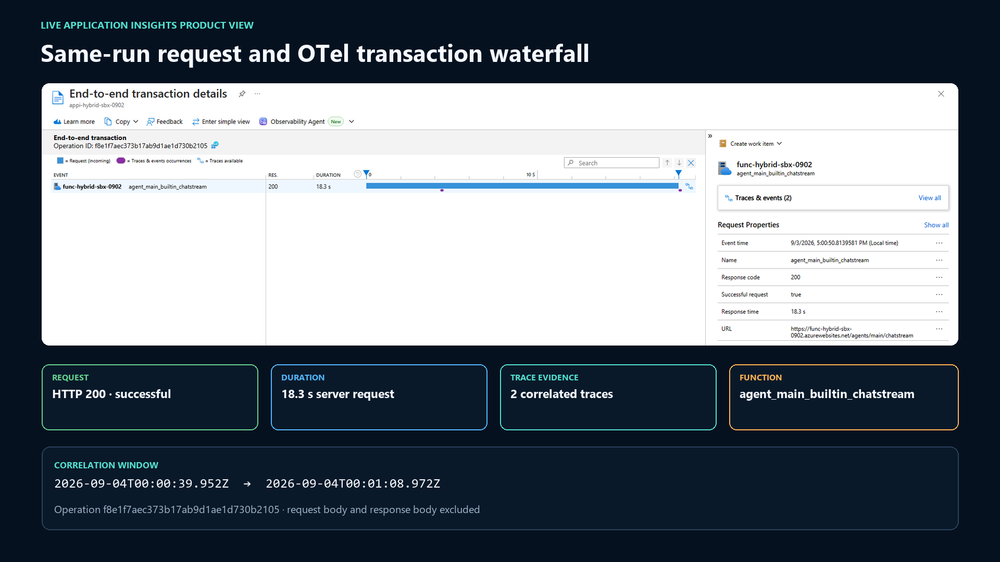 LIVE APPLICATION INSIGHTS PRODUCT VIEW
Same-run request and OTel transaction waterfall
End-to-end transaction details
appi-hybrid-sbx-0902
Learn more Copy Feedback Enter simple view Observability Agent New
End-to-end transaction
Operation ID: f8e1f7aec373b17ab9d1ae1d730b2105
= Request (incoming) = Traces & events occurrences = Traces available
Search
EVENT RES. DURATION 0 10 S
func-hybrid-sbx-0902 agent_main_builtin_chatstream 200 18.3 s
»
Create work item
func-hybrid-sbx-0902
agent_main_builtin_chatstream
Traces & events (2) View all
Request Properties Show all
Event time 9/3/2026, 5:00:50.8139581 PM (Local time) ...
Name agent_main_builtin_chatstream ...
Response code 200 ...
Successful request true ...
Response time 18.3 s ...
URL https://func-hybrid-sbx- ...
0902.azurewebsites.net/agents/main/chatstream
REQUEST
HTTP 200 · successful
DURATION
18.3 s server request
TRACE EVIDENCE
2 correlated traces
FUNCTION
agent_main_builtin_chatstream
CORRELATION WINDOW
2026-09-04T00:00:39.952Z → 2026-09-04T00:01:08.972Z
Operation f8e1f7aec373b17ab9d1ae1d730b2105 · request body and response body excluded